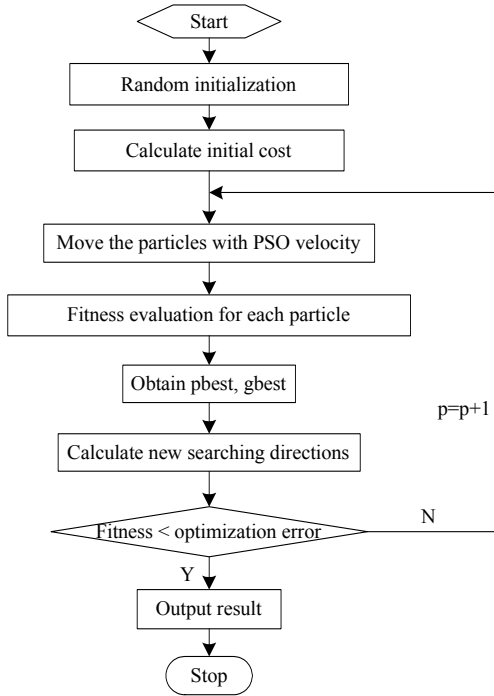 Start
Random initialization
Calculate initial cost
Move the particles with PSO velocity
Fitness evaluation for each particle
Obtain pbest, gbest
p=p+1
Calculate new searching directions
Fitness < optimization error
N
Y
Output result
Stop